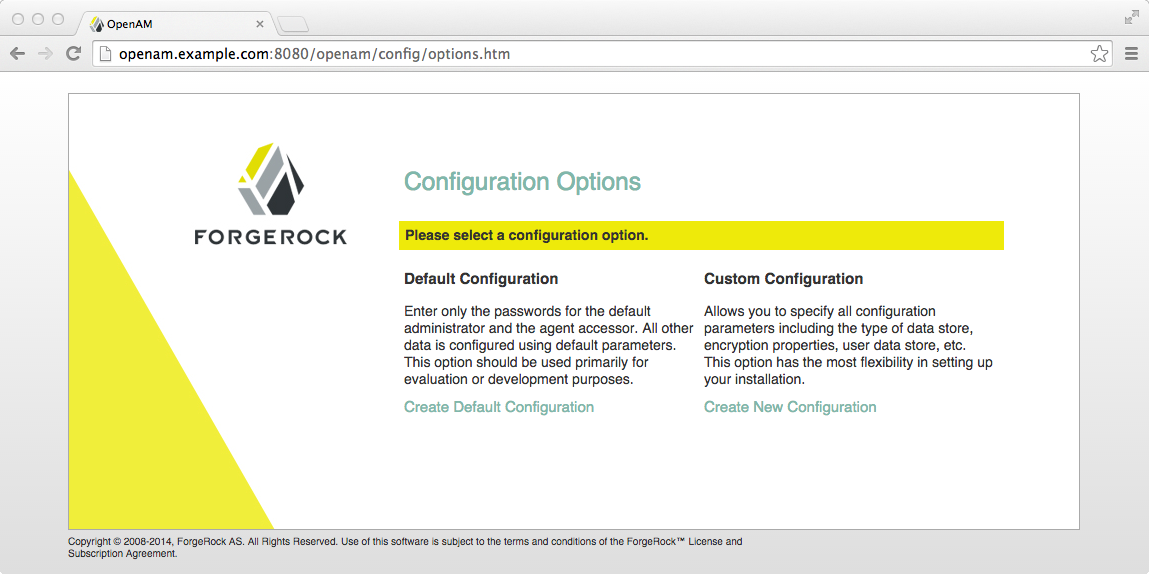 OpenAM
openam.example.com:8080/openam/config/options.htm
FORGEROCK
Configuration Options
Please select a configuration option.
Default Configuration
Enter only the passwords for the default
administrator and the agent accessor. All other
data is configured using default parameters.
This option should be used primarily for
evaluation or development purposes.
Create Default Configuration
Custom Configuration
Allows you to specify all configuration
parameters including the type of data store,
encryption properties, user data store, etc.
This option has the most flexibility in setting up
your installation.
Create New Configuration
Copyright © 2008-2014, ForgeRock AS. All Rights Reserved. Use of this software is subject to the terms and conditions of the ForgeRock™ License and
Subscription Agreement.